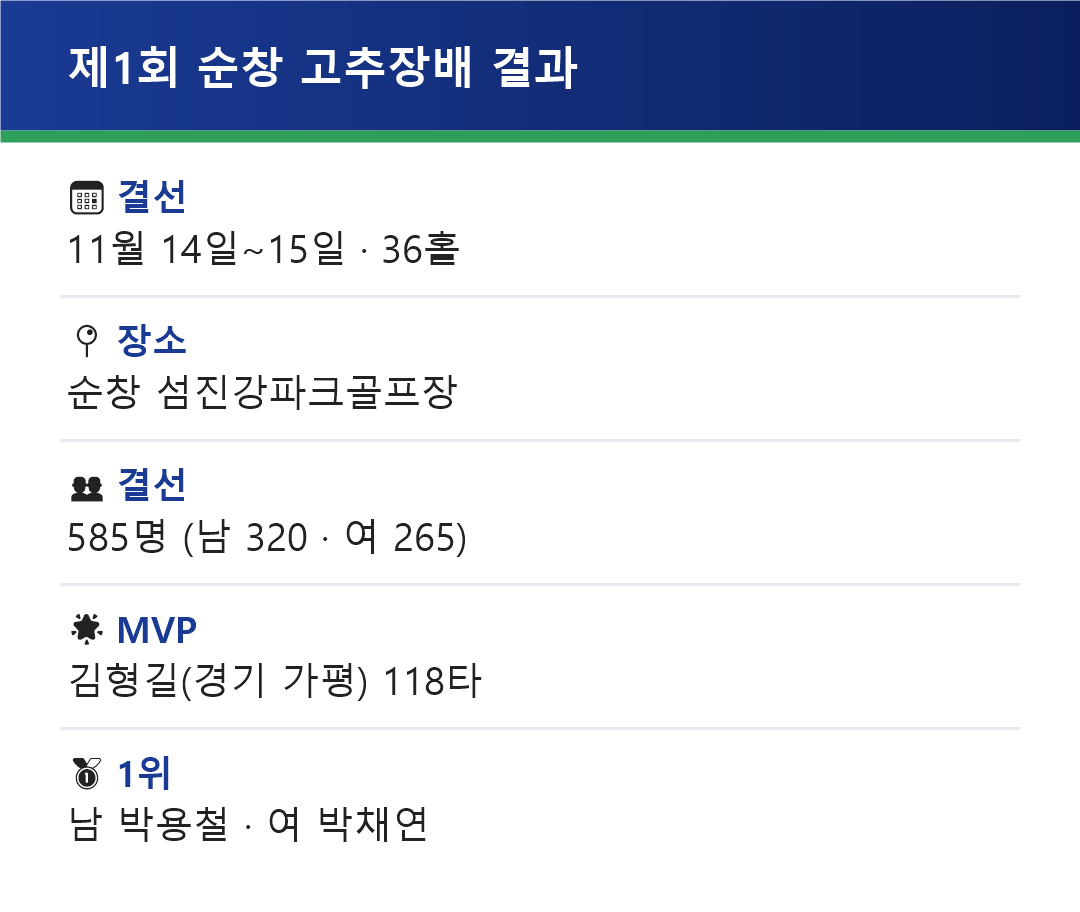 제1회 순창 고추장배 결과
결선
11월 14일~15일 · 36홀
장소
순창 섬진강파크골프장
결선
585명 (남 320 · 여 265)
MVP
김형길(경기 가평) 118타
1위
남 박용철 · 여 박채연